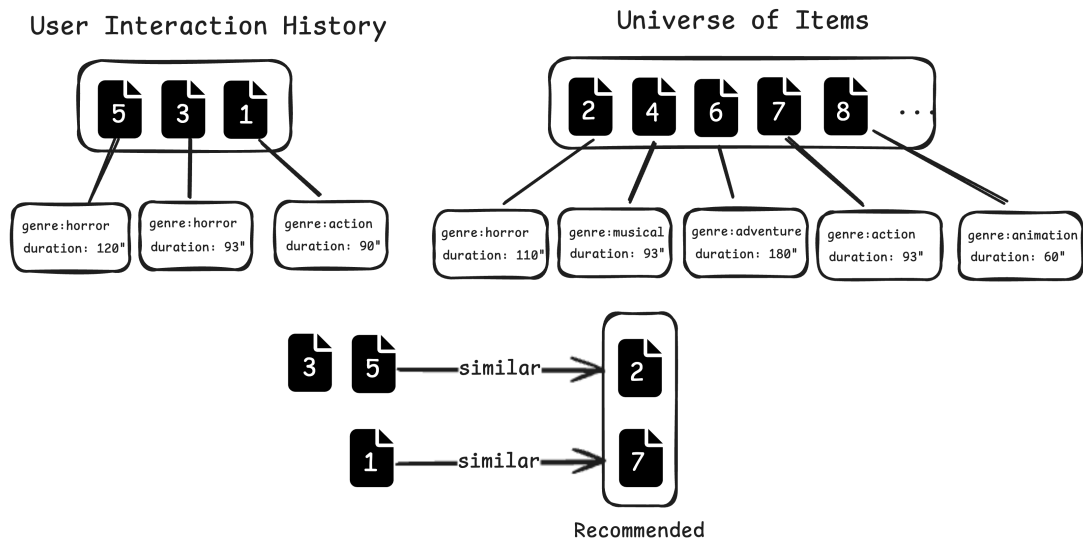 User Interaction History
Universe of Items
5 3 1
2 4 6 7 8 ...
genre:horror
duration: 120"
genre:horror
duration: 93"
genre:action
duration: 90"
genre:horror
duration: 110"
genre:musical
duration: 93"
genre:adventure
duration: 180"
genre:action
duration: 93"
genre:animation
duration: 60"
3 5 similar 2
1 similar 7
Recommended